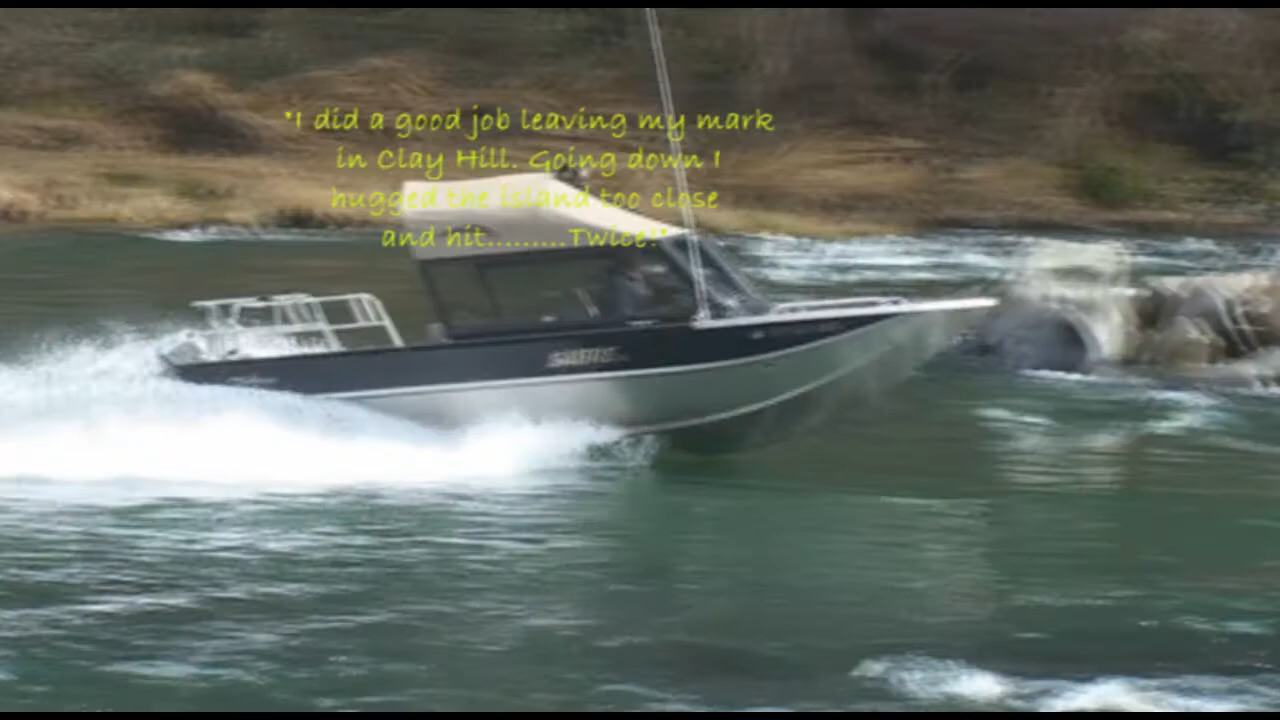 "I did a good job leaving my mark
in Clay Hill. Going down I
hugged the island too close
and hit.........Twice!"